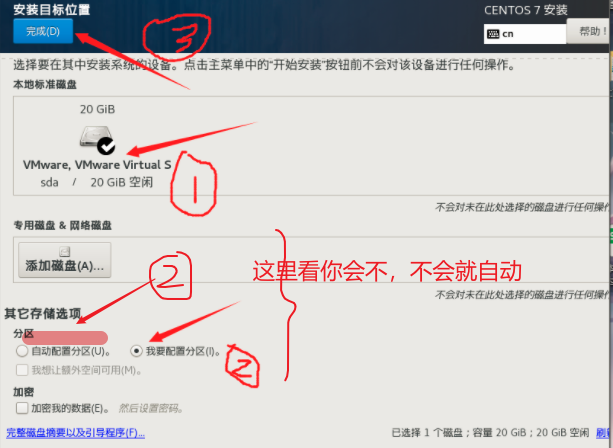 安装目标位置
CENTOS 7 安装
完成(D)
3
cn
帮助！
选择要在其中安装系统的设备。点击主菜单中的“开始安装”按钮前不会对该设备进行任何操作。
本地标准磁盘
20 GiB
VMware, VMware Virtual S
sda / 20 GiB 空闲
1
不会对未在此处选择的磁盘进行任何操作
专用磁盘 & 网络磁盘
添加磁盘(A)...
2
这里看你会不，不会就自动
不会对未在此处选择的磁盘进行任何操作
其它存储选项
分区
自动配置分区(U)。
我要配置分区(I)。
2
我想让额外空间可用(M)。
加密
加密我的数据(E)。 然后设置密码。
完整磁盘摘要以及引导程序(F)...
已选择 1 个磁盘；容量 20 GiB；20 GiB 空闲